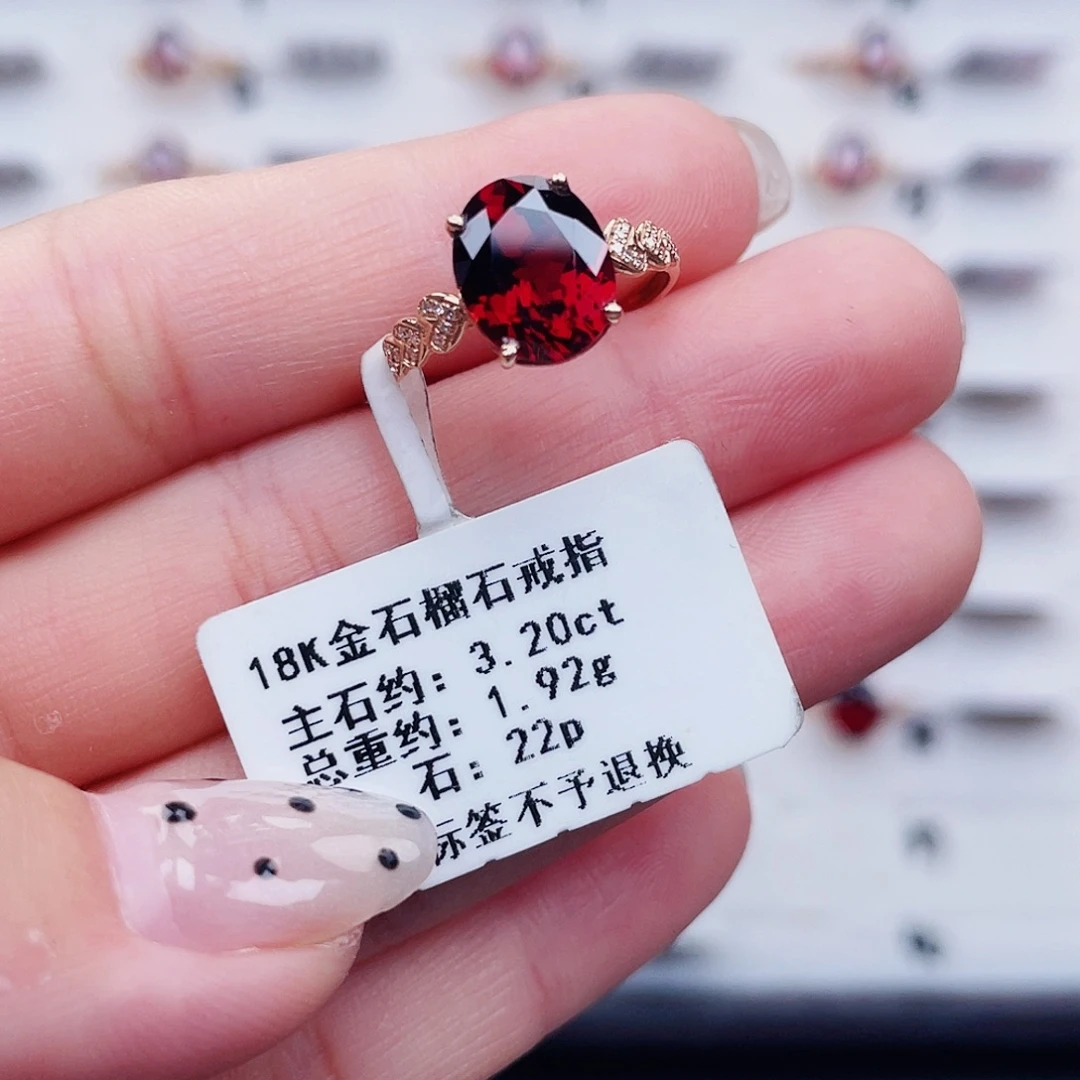 18K金石榴石戒指
主石约: 3.20ct
总重约: 1.92g
石: 22p
标签不予退换